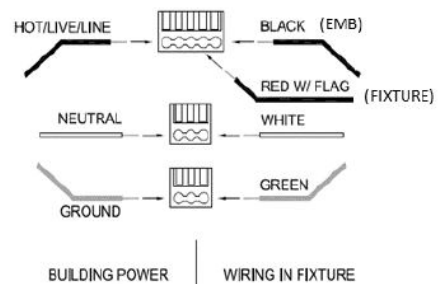 HOT/LIVE/LINE
BLACK (EMB)
RED W/ FLAG (FIXTURE)
NEUTRAL
WHITE
GREEN
GROUND
BUILDING POWER
WIRING IN FIXTURE